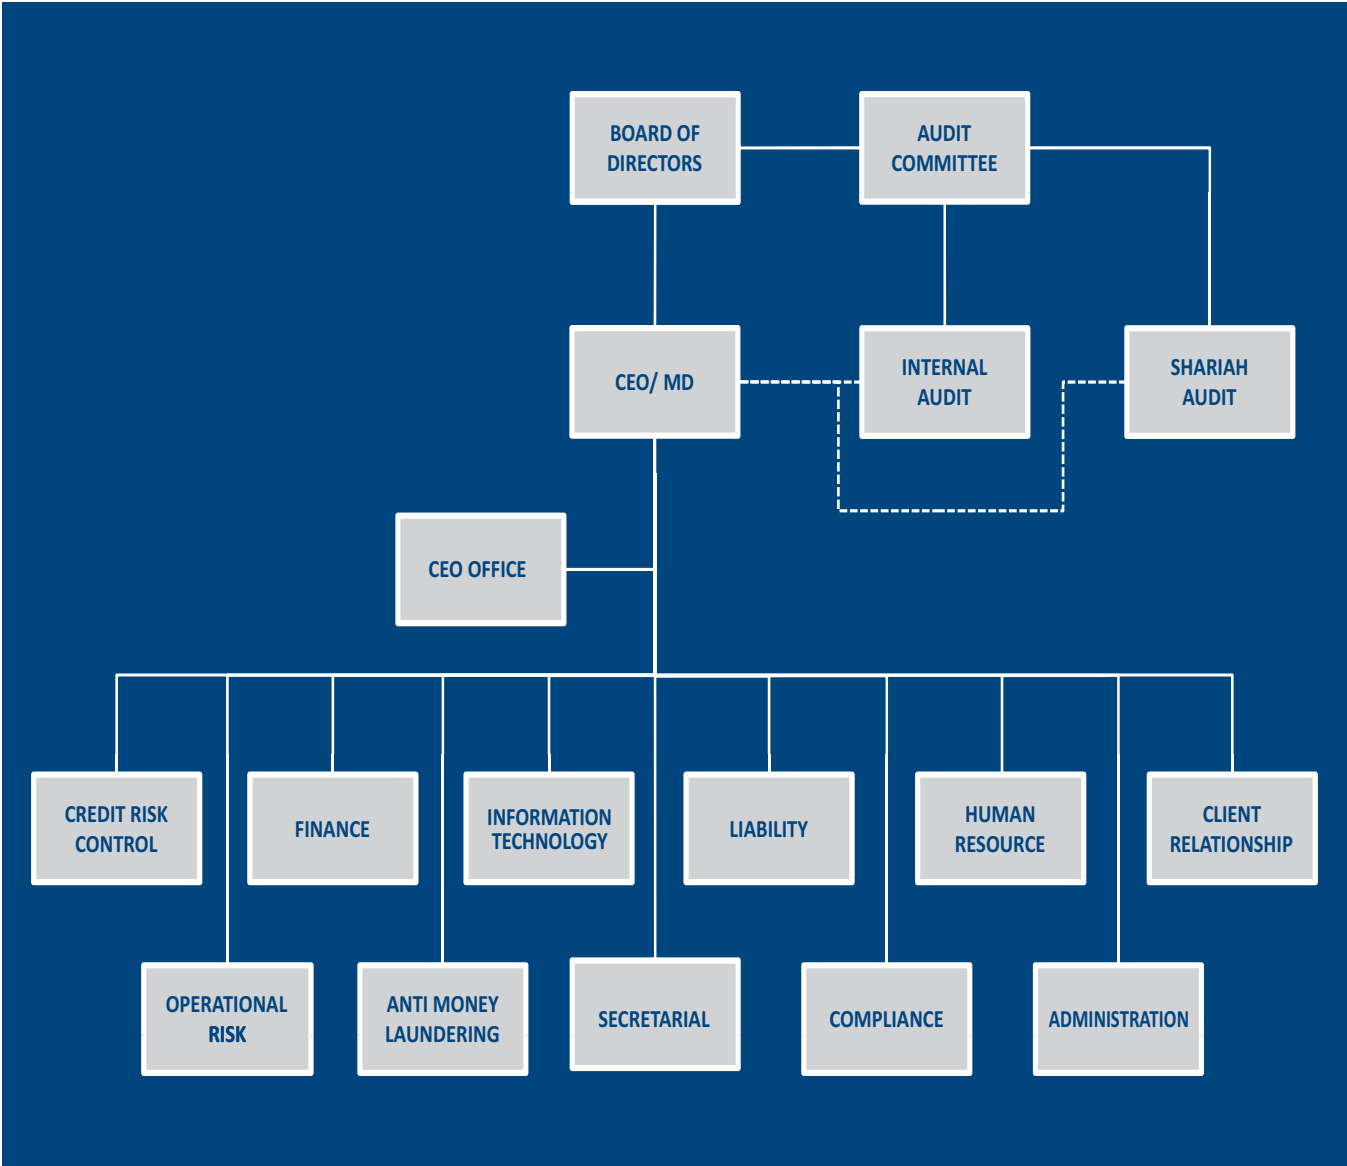 BOARD OF
DIRECTORS
AUDIT
COMMITTEE
CEO/ MD
INTERNAL
AUDIT
SHARIAH
AUDIT
CEO OFFICE
CREDIT RISK
CONTROL
FINANCE
INFORMATION
TECHNOLOGY
LIABILITY
HUMAN
RESOURCE
CLIENT
RELATIONSHIP
OPERATIONAL
RISK
ANTI MONEY
LAUNDERING
SECRETARIAL
COMPLIANCE
ADMINISTRATION